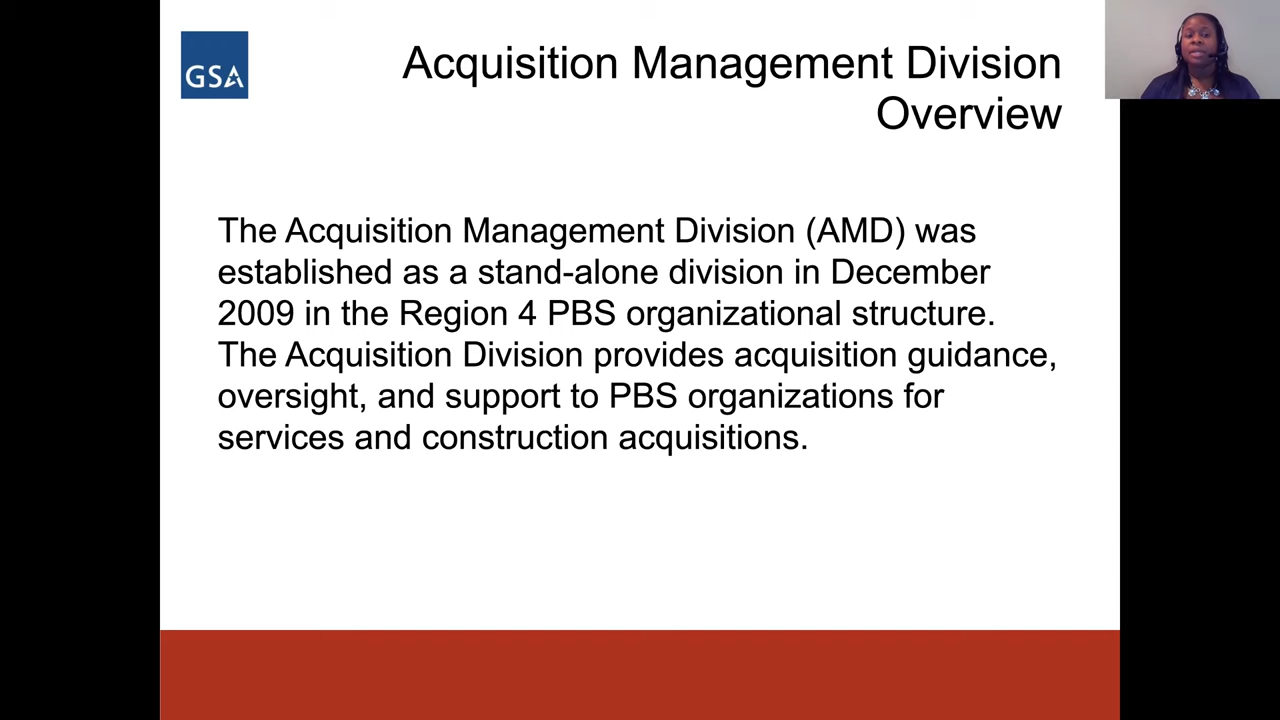 GSA
Acquisition Management Division
Overview
The Acquisition Management Division (AMD) was
established as a stand-alone division in December
2009 in the Region 4 PBS organizational structure.
The Acquisition Division provides acquisition guidance,
oversight, and support to PBS organizations for
services and construction acquisitions.